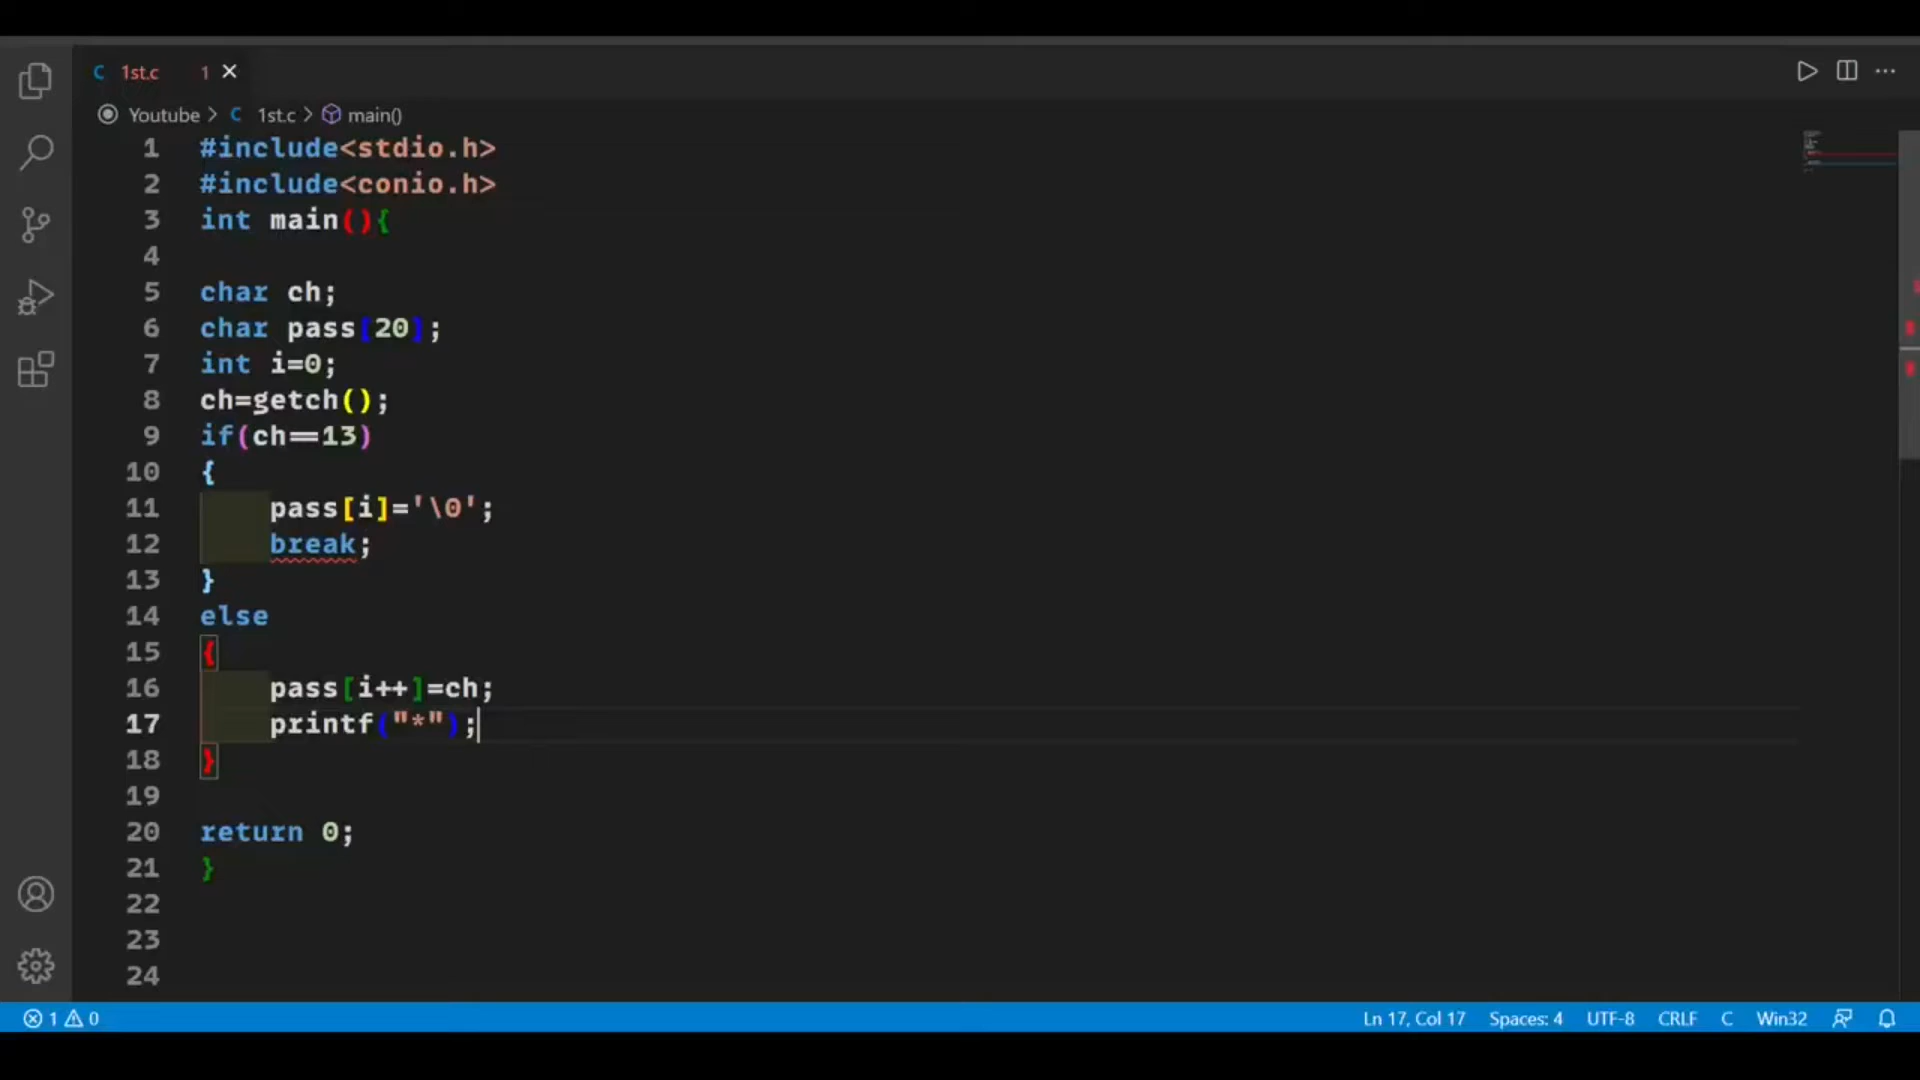 C 1st.c 1 ×
Youtube > C 1st.c > main()
1 #include<stdio.h>
2 #include<conio.h>
3 int main(){
4
5 char ch;
6 char pass[20];
7 int i=0;
8 ch=getch();
9 if(ch==13)
10 {
11 pass[i]='\0';
12 break;
13 }
14 else
15 {
16 pass[i++]=ch;
17 printf("*");
18 }
19
20 return 0;
21 }
22
23
24
1 0 Ln 17, Col 17 Spaces: 4 UTF-8 CRLF C Win32